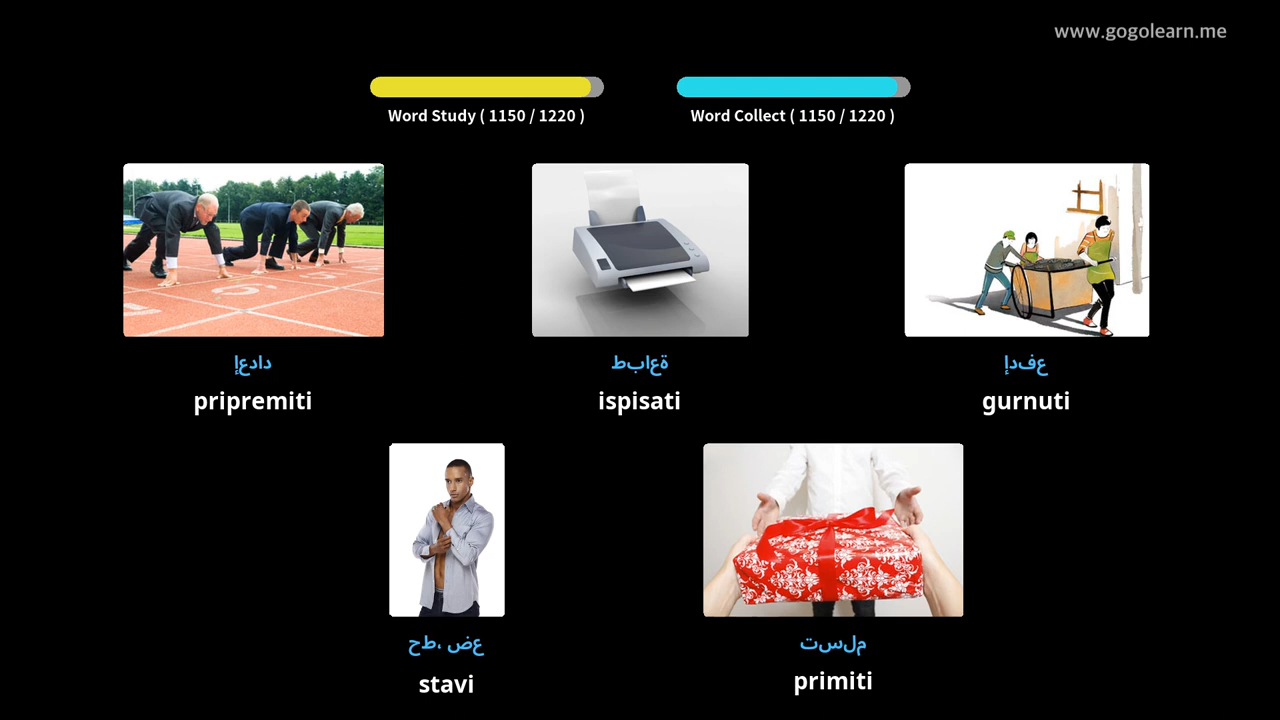 www.gogolearn.me
Word Study ( 1150 / 1220 )
Word Collect ( 1150 / 1220 )
إعداد
طباعة
إدفع
pripremiti
ispisati
gurnuti
حط، ضع
تسلم
stavi
primiti